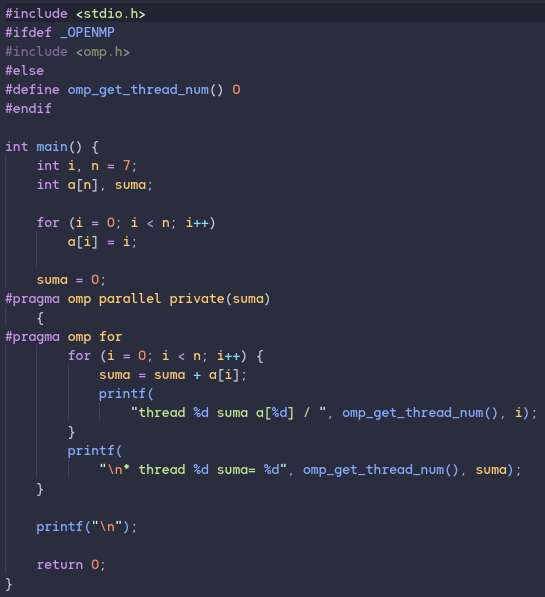 #include <stdio.h>
#ifdef _OPENMP
#include <omp.h>
#else
#define omp_get_thread_num() 0
#endif

int main() {
    int i, n = 7;
    int a[n], suma;

    for (i = 0; i < n; i++)
        a[i] = i;

    suma = 0;
#pragma omp parallel private(suma)
    {
#pragma omp for
        for (i = 0; i < n; i++) {
            suma = suma + a[i];
            printf(
                "thread %d suma a[%d] / ", omp_get_thread_num(), i);
        }
        printf(
            "\n* thread %d suma= %d", omp_get_thread_num(), suma);
    }

    printf("\n");

    return 0;
}